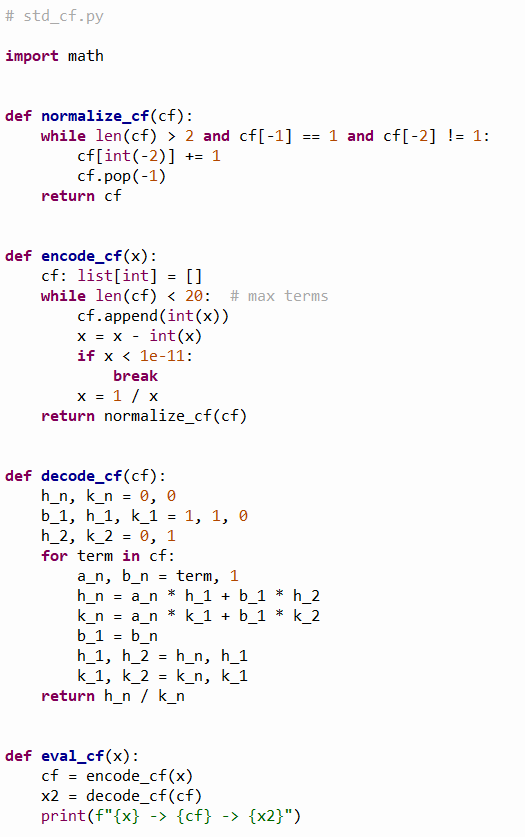 # std_cf.py

import math


def normalize_cf(cf):
    while len(cf) > 2 and cf[-1] == 1 and cf[-2] != 1:
        cf[int(-2)] += 1
        cf.pop(-1)
    return cf


def encode_cf(x):
    cf: list[int] = []
    while len(cf) < 20:  # max terms
        cf.append(int(x))
        x = x - int(x)
        if x < 1e-11:
            break
        x = 1 / x
    return normalize_cf(cf)


def decode_cf(cf):
    h_n, k_n = 0, 0
    b_1, h_1, k_1 = 1, 1, 0
    h_2, k_2 = 0, 1
    for term in cf:
        a_n, b_n = term, 1
        h_n = a_n * h_1 + b_1 * h_2
        k_n = a_n * k_1 + b_1 * k_2
        b_1 = b_n
        h_1, h_2 = h_n, h_1
        k_1, k_2 = k_n, k_1
    return h_n / k_n


def eval_cf(x):
    cf = encode_cf(x)
    x2 = decode_cf(cf)
    print(f"{x} -> {cf} -> {x2}")